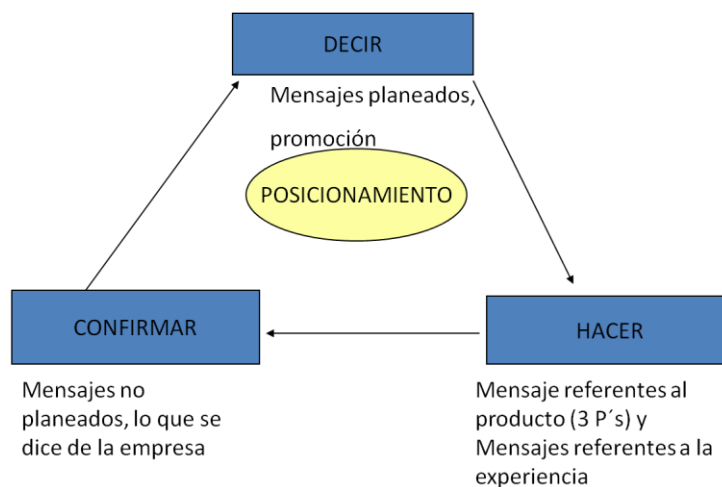 DECIR
Mensajes planeados,
promoción
POSICIONAMIENTO
CONFIRMAR
HACER
Mensajes no
planeados, lo que se
dice de la empresa
Mensaje referentes al
producto (3 P´s) y
Mensajes referentes a la
experiencia